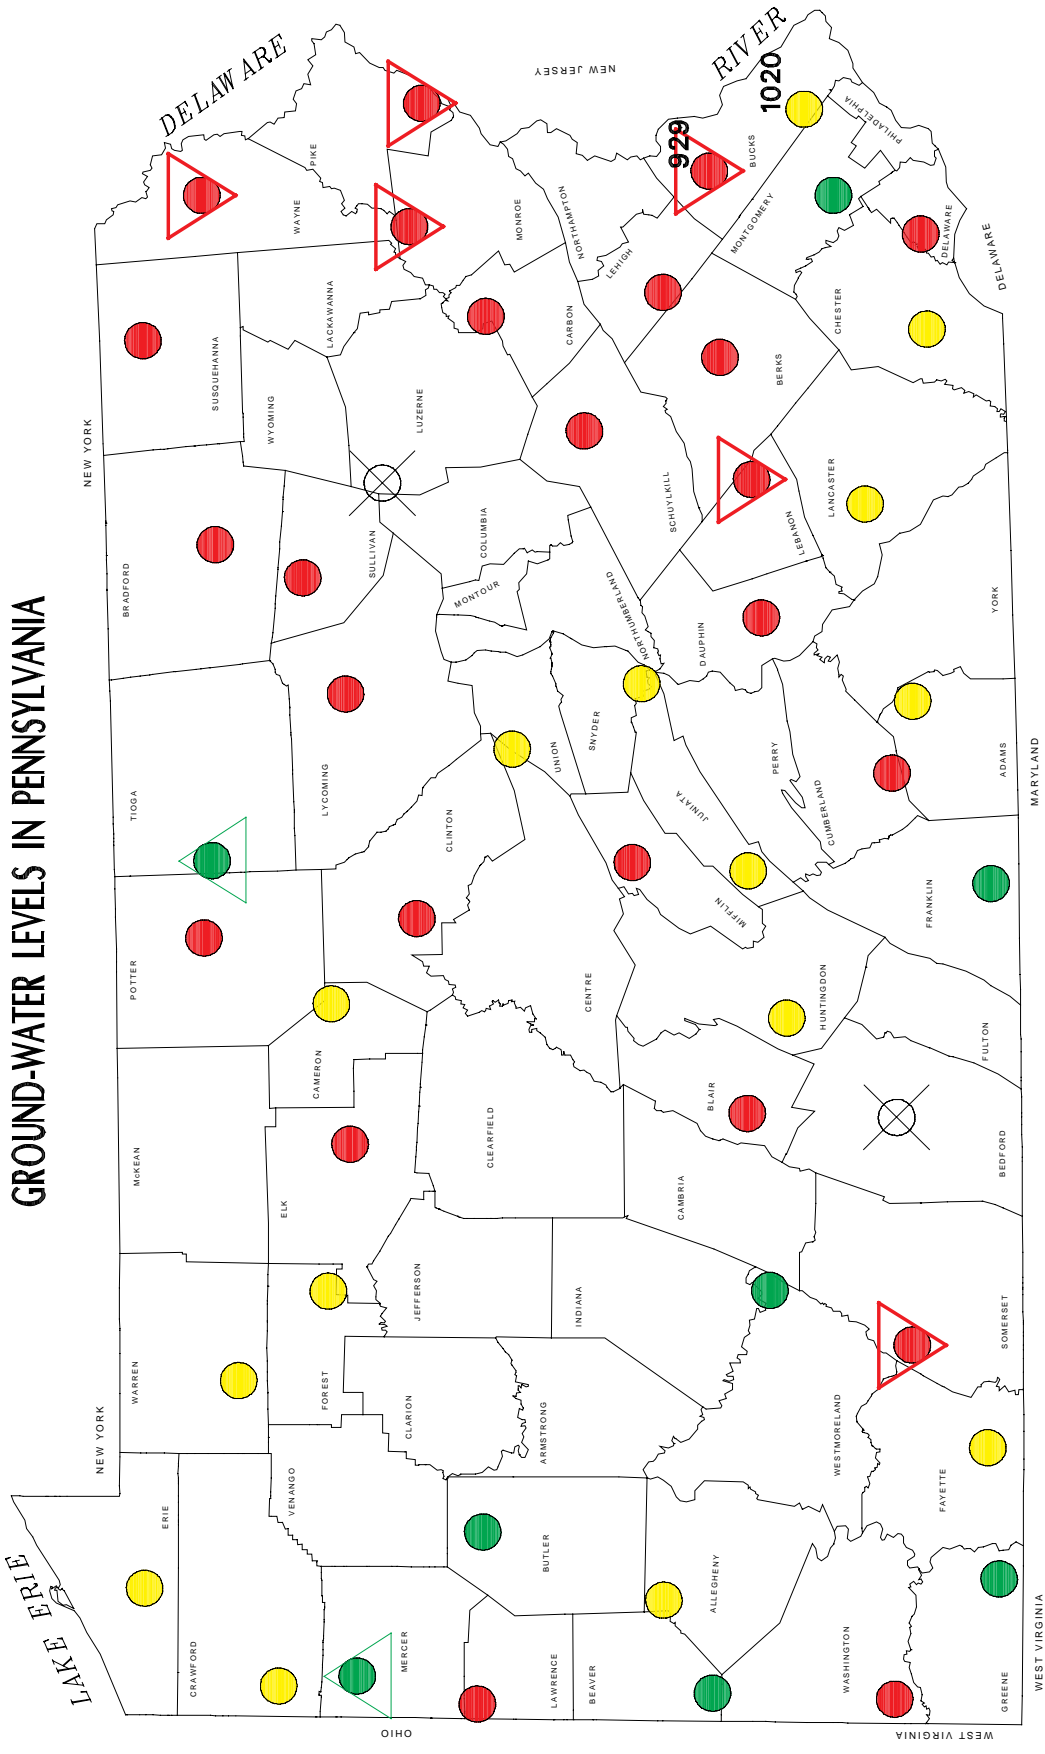 GROUND-WATER LEVELS IN PENNSYLVANIA
LAKE ERIE
NEW YORK
NEW YORK
DELAWARE
RIVER
NEW JERSEY
ERIE
WARREN
McKEAN
POTTER
TIOGA
BRADFORD
SUSQUEHANNA
WAYNE
PIKE
CRAWFORD
VENANGO
FOREST
ELK
CAMERON
LYCOMING
SULLIVAN
WYOMING
LACKAWANNA
MERCER
CLARION
JEFFERSON
CLEARFIELD
CLINTON
MONTOUR
COLUMBIA
LUZERNE
MONROE
LAWRENCE
BUTLER
ARMSTRONG
INDIANA
CENTRE
UNION
SNYDER
NORTHUMBERLAND
SCHUYLKILL
CARBON
NORTHAMPTON
LEHIGH
929
1020
BUCKS
BEAVER
ALLEGHENY
CAMBRIA
BLAIR
MIFFLIN
JUNIATA
PERRY
DAUPHIN
LEBANON
BERKS
MONTGOMERY
PHILADELPHIA
WASHINGTON
WESTMORELAND
HUNTINGDON
CUMBERLAND
LANCASTER
CHESTER
DELAWARE
GREENE
FAYETTE
SOMERSET
BEDFORD
FULTON
FRANKLIN
ADAMS
YORK
DELAWARE
OHIO
WEST VIRGINIA
WEST VIRGINIA
MARYLAND